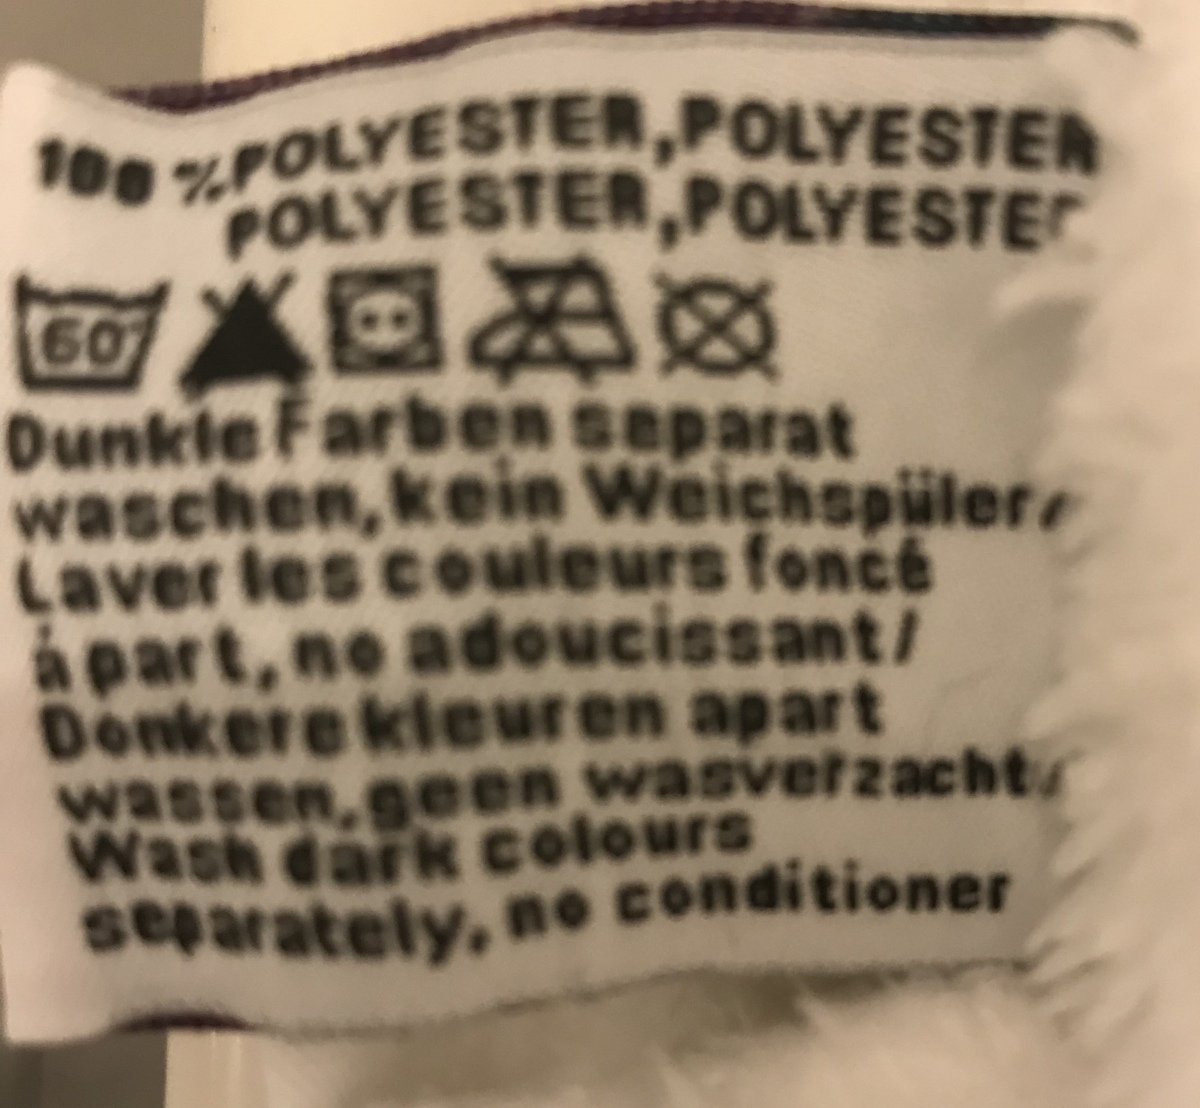 100 % POLYESTER, POLYESTER
POLYESTER, POLYESTER
60°
Dunkle Farben separat
waschen, kein Weichspüler/
Laver les couleurs foncé
à part, no adoucissant/
Donkere kleuren apart
wassen, geen wasverzacht/
Wash dark colours
separately, no conditioner